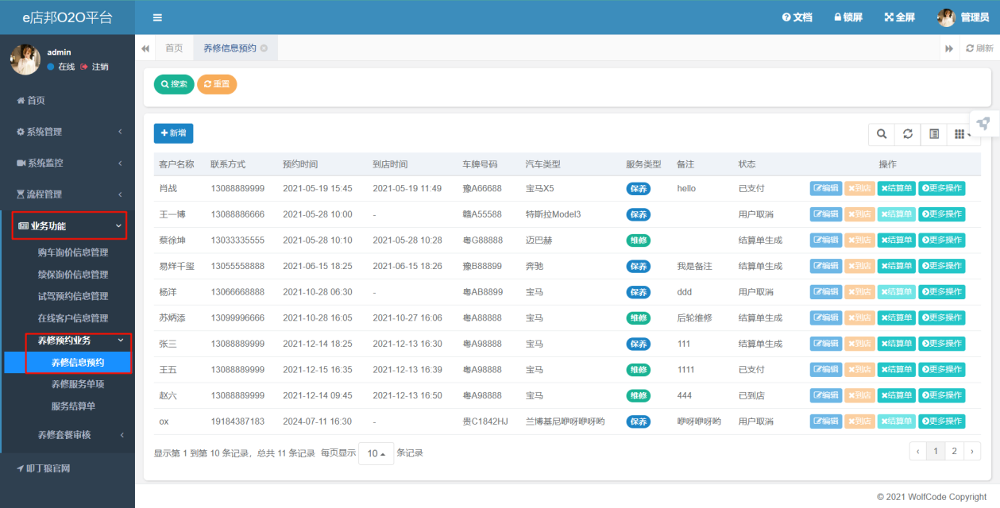 e店邦O2O平台
文档 锁屏 全屏 管理员
admin
在线 注销
首页 养修信息预约 刷新
首页
系统管理
系统监控
流程管理
业务功能
购车询价信息管理
续保询价信息管理
试驾预约信息管理
在线客户信息管理
养修预约业务
养修信息预约
养修服务单项
服务结算单
养修套餐审核
叩丁狼官网
搜索 重置
新增
客户名称 联系方式 预约时间 到店时间 车牌号码 汽车类型 服务类型 备注 状态 操作
肖战 13088889999 2021-05-19 15:45 2021-05-19 11:49 豫A66688 宝马X5 保养 hello 已支付 编辑 到店 结算单 更多操作
王一博 13088886666 2021-05-28 10:00 - 赣A55588 特斯拉Model3 保养 用户取消 编辑 到店 结算单 更多操作
蔡徐坤 13033335555 2021-05-28 10:10 2021-05-28 10:28 粤G88888 迈巴赫 维修 结算单生成 编辑 到店 结算单 更多操作
易烊千玺 13055558888 2021-06-15 18:25 2021-06-15 18:26 豫B88899 奔驰 保养 我是备注 结算单生成 编辑 到店 结算单 更多操作
杨洋 13066668888 2021-10-28 06:30 - 粤AB8899 宝马 保养 ddd 用户取消 编辑 到店 结算单 更多操作
苏炳添 13099996666 2021-10-28 16:05 2021-10-27 16:06 粤A88888 宝马 维修 后轮维修 结算单生成 编辑 到店 结算单 更多操作
张三 13088889999 2021-12-14 18:25 2021-12-13 16:30 粤A98888 宝马 保养 111 结算单生成 编辑 到店 结算单 更多操作
王五 13088889999 2021-12-15 16:35 2021-12-13 16:39 粤A98888 宝马 维修 1111 已支付 编辑 到店 结算单 更多操作
赵六 13088889999 2021-12-14 09:45 2021-12-13 16:50 粤A98888 宝马 维修 444 已到店 编辑 到店 结算单 更多操作
ox 19184387183 2024-07-11 16:30 - 贵C1842HJ 兰博基尼咿呀咿呀哟 保养 咿呀咿呀哟 用户取消 编辑 到店 结算单 更多操作
显示第 1 到第 10 条记录，总共 11 条记录 每页显示 10 条记录 ‹ 1 2 ›
© 2021 WolfCode Copyright